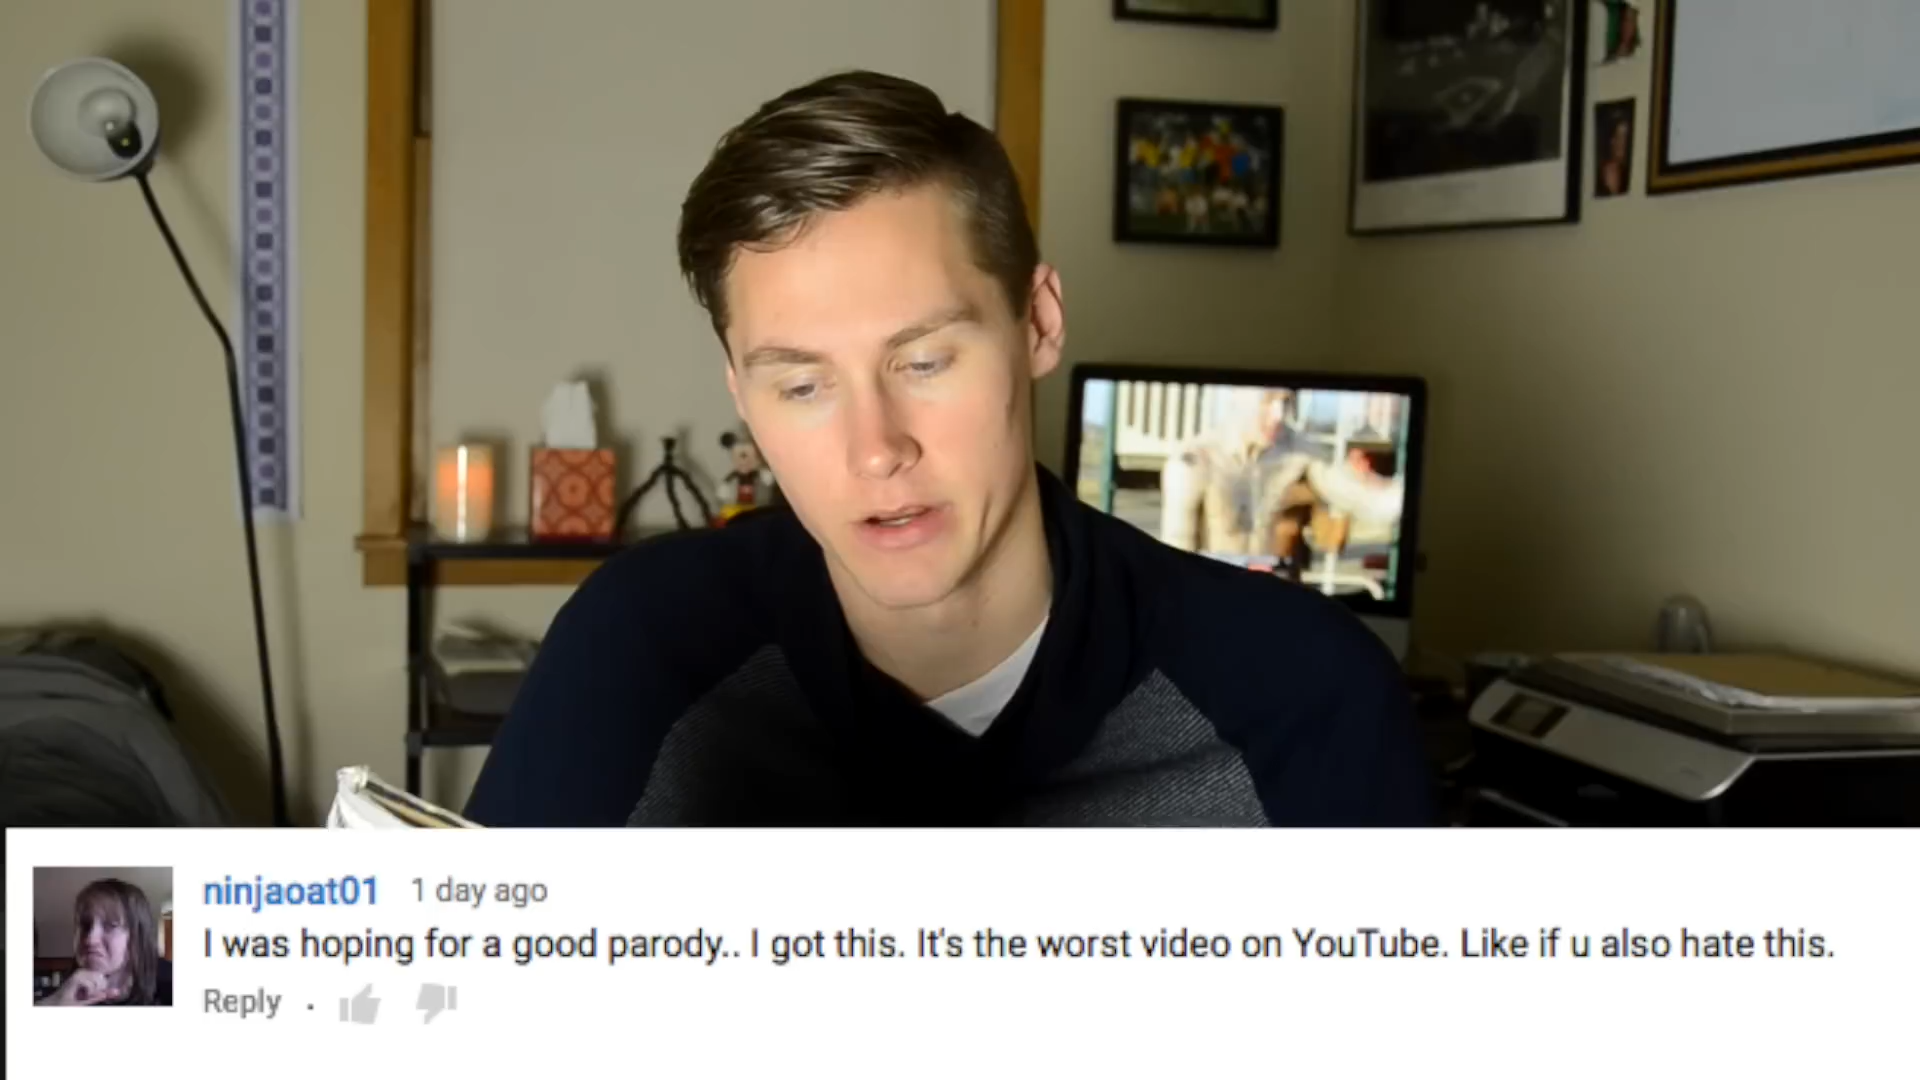 ninjaoat01 1 day ago
I was hoping for a good parody.. I got this. It's the worst video on YouTube. Like if u also hate this.
Reply .